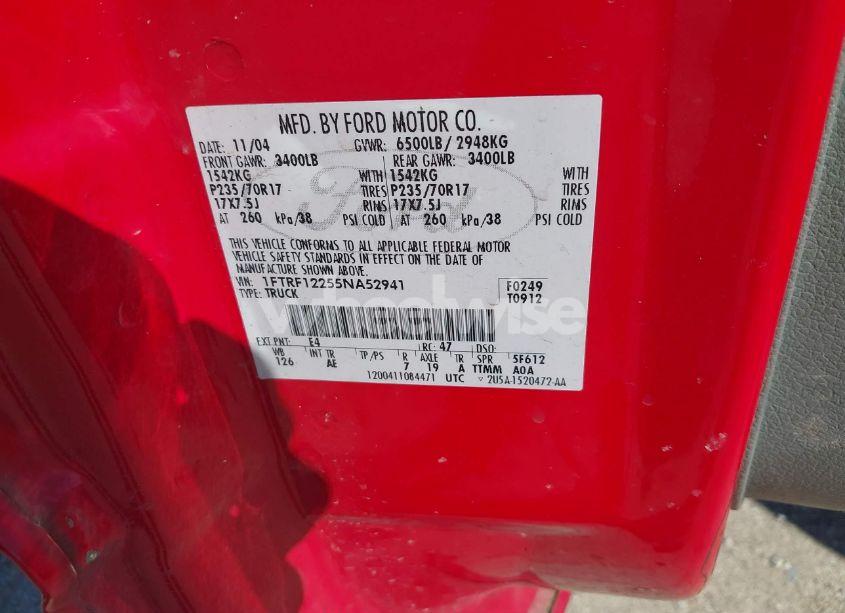 MFD. BY FORD MOTOR CO.
DATE: 11/04 GVWR: 6500LB/2948KG
FRONT GAWR: 3400LB REAR GAWR: 3400LB
1542KG WITH 1542KG WITH
P235/70R17 TIRES P235/70R17 TIRES
17X7.5J RIMS 17X7.5J RIMS
AT 260 kPa/38 PSI COLD AT 260 kPa/38 PSI COLD
Ford
THIS VEHICLE CONFORMS TO ALL APPLICABLE FEDERAL MOTOR
VEHICLE SAFETY STANDARDS IN EFFECT ON THE DATE OF
MANUFACTURE SHOWN ABOVE.
VIN: 1FTRF12255NA52941 F0249
TYPE: TRUCK T0912
wheelwise
EXT PNT: E4 RC: 47 DSO:
WB INT TR TP/PS R AXLE TR SPR 5F612
126 AE 7 19 A TTMM A0A
1200411084471 UTC ▽ 2U5A-1520472-AA